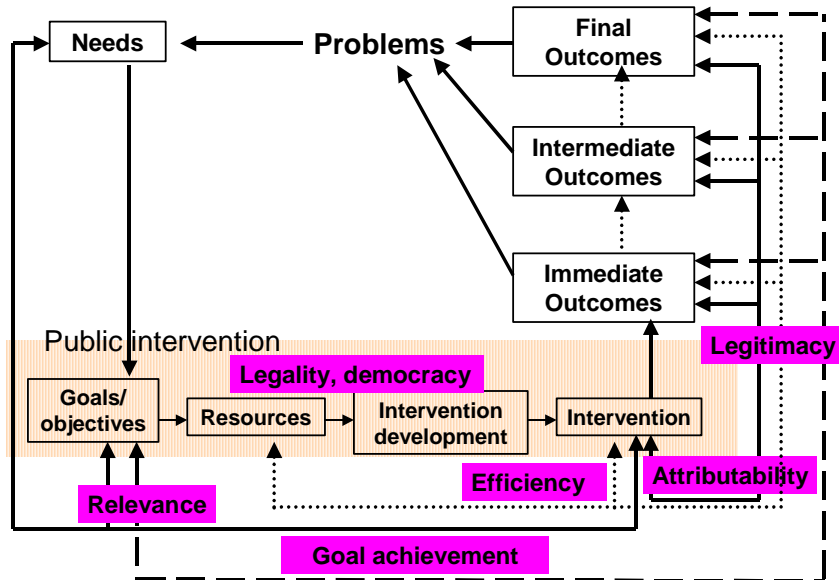 Needs
Problems
Final
Outcomes
Intermediate
Outcomes
Immediate
Outcomes
Public intervention
Legitimacy
Legality, democracy
Goals/
objectives
Resources
Intervention
development
Intervention
Efficiency
Attributability
Relevance
Goal achievement